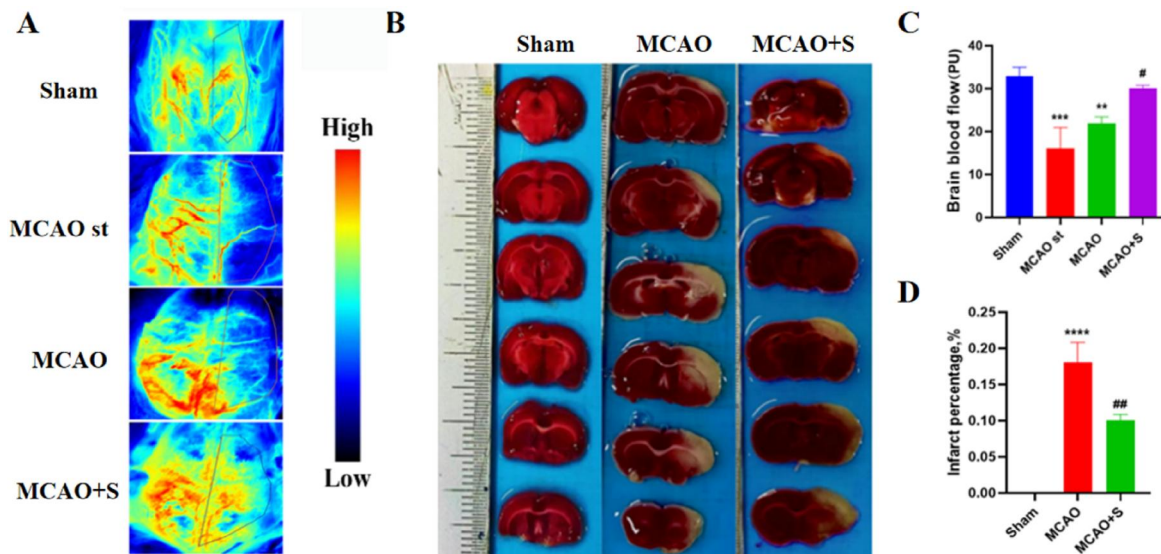 A
Sham
MCAO st
MCAO
MCAO+S
High
Low
B
Sham
MCAO
MCAO+S
C
Brain blood flow(PU)
40
30
20
10
0
***
**
#
Sham
MCAO st
MCAO
MCAO+S
D
Infarct percentage,%
0.25
0.20
0.15
0.10
0.05
0.00
****
##
Sham
MCAO
MCAO+S